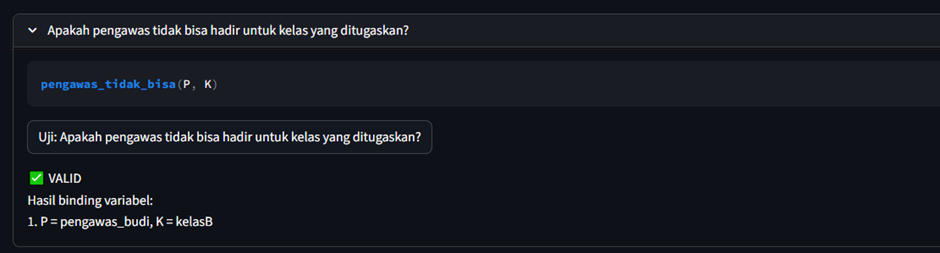 Apakah pengawas tidak bisa hadir untuk kelas yang ditugaskan?
pengawas_tidak_bisa(P, K)
Uji: Apakah pengawas tidak bisa hadir untuk kelas yang ditugaskan?
✅ VALID
Hasil binding variabel:
1. P = pengawas_budi, K = kelasB